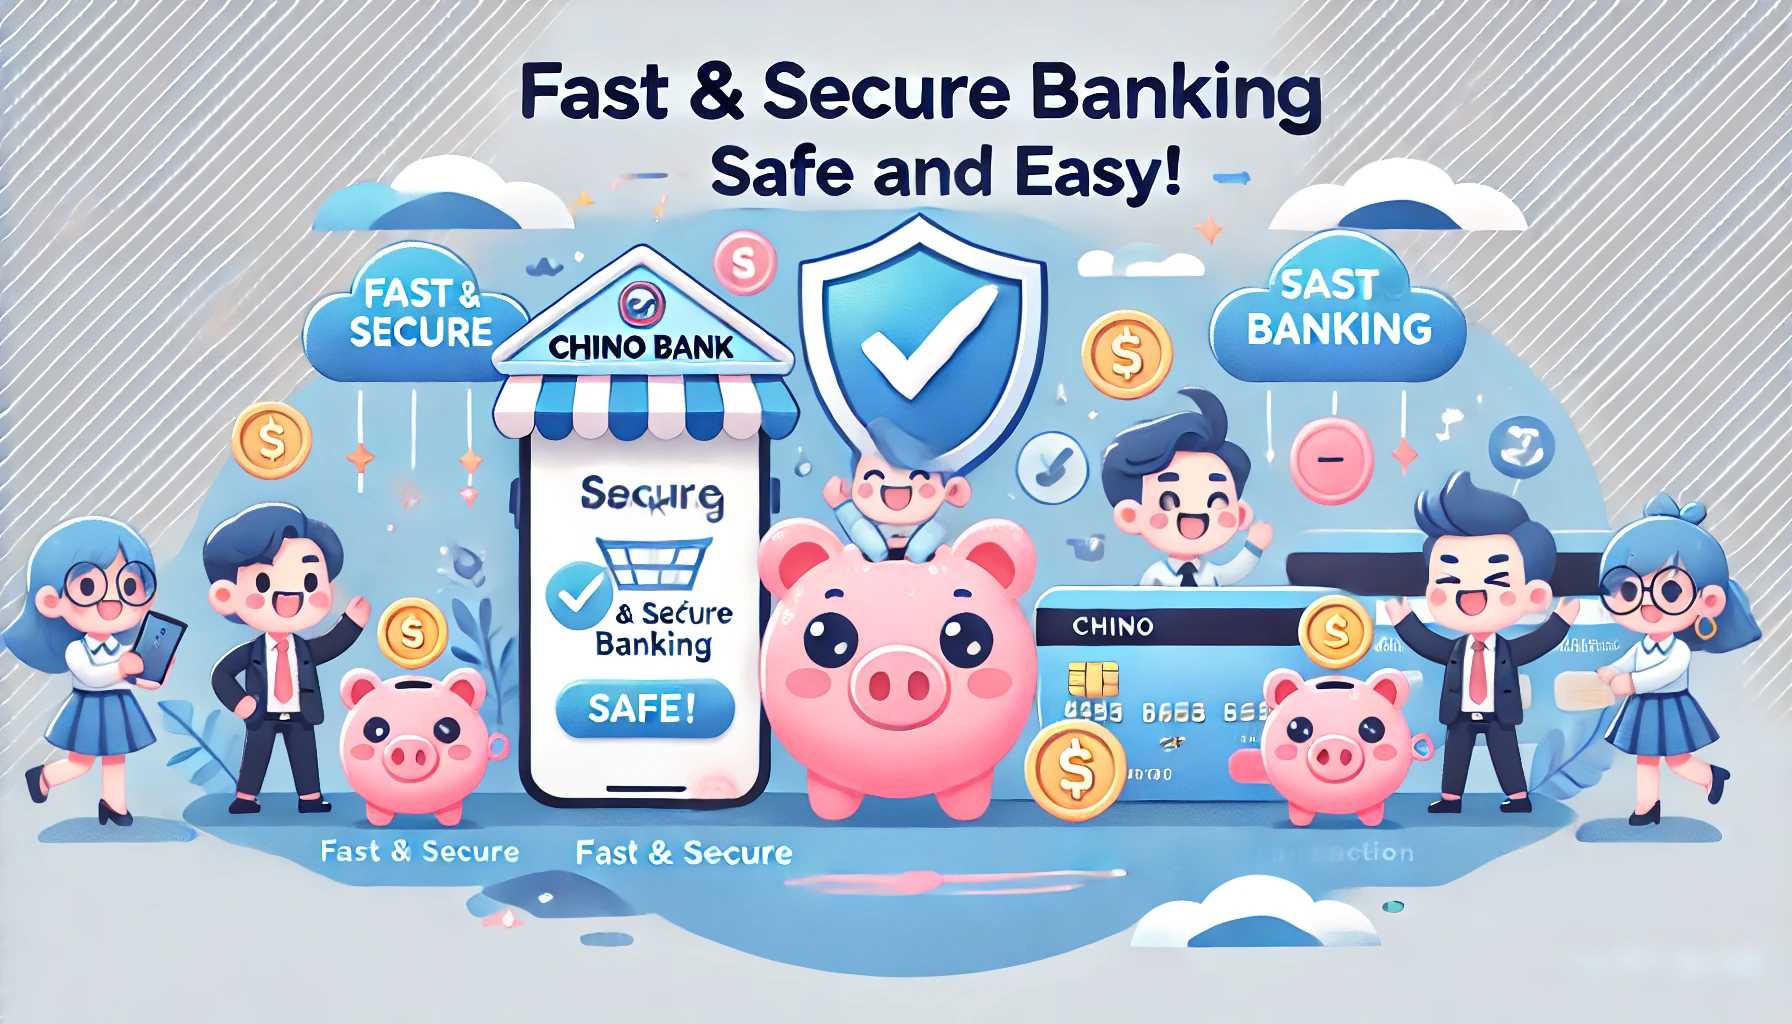 Fast & Secure Banking
Safe and Easy!
FAST &
SECURE
CHINO BANK
SAST
BANKING
& Secure
Banking
SAFE!
CHINO
Fast & Secure
Fast & Secure